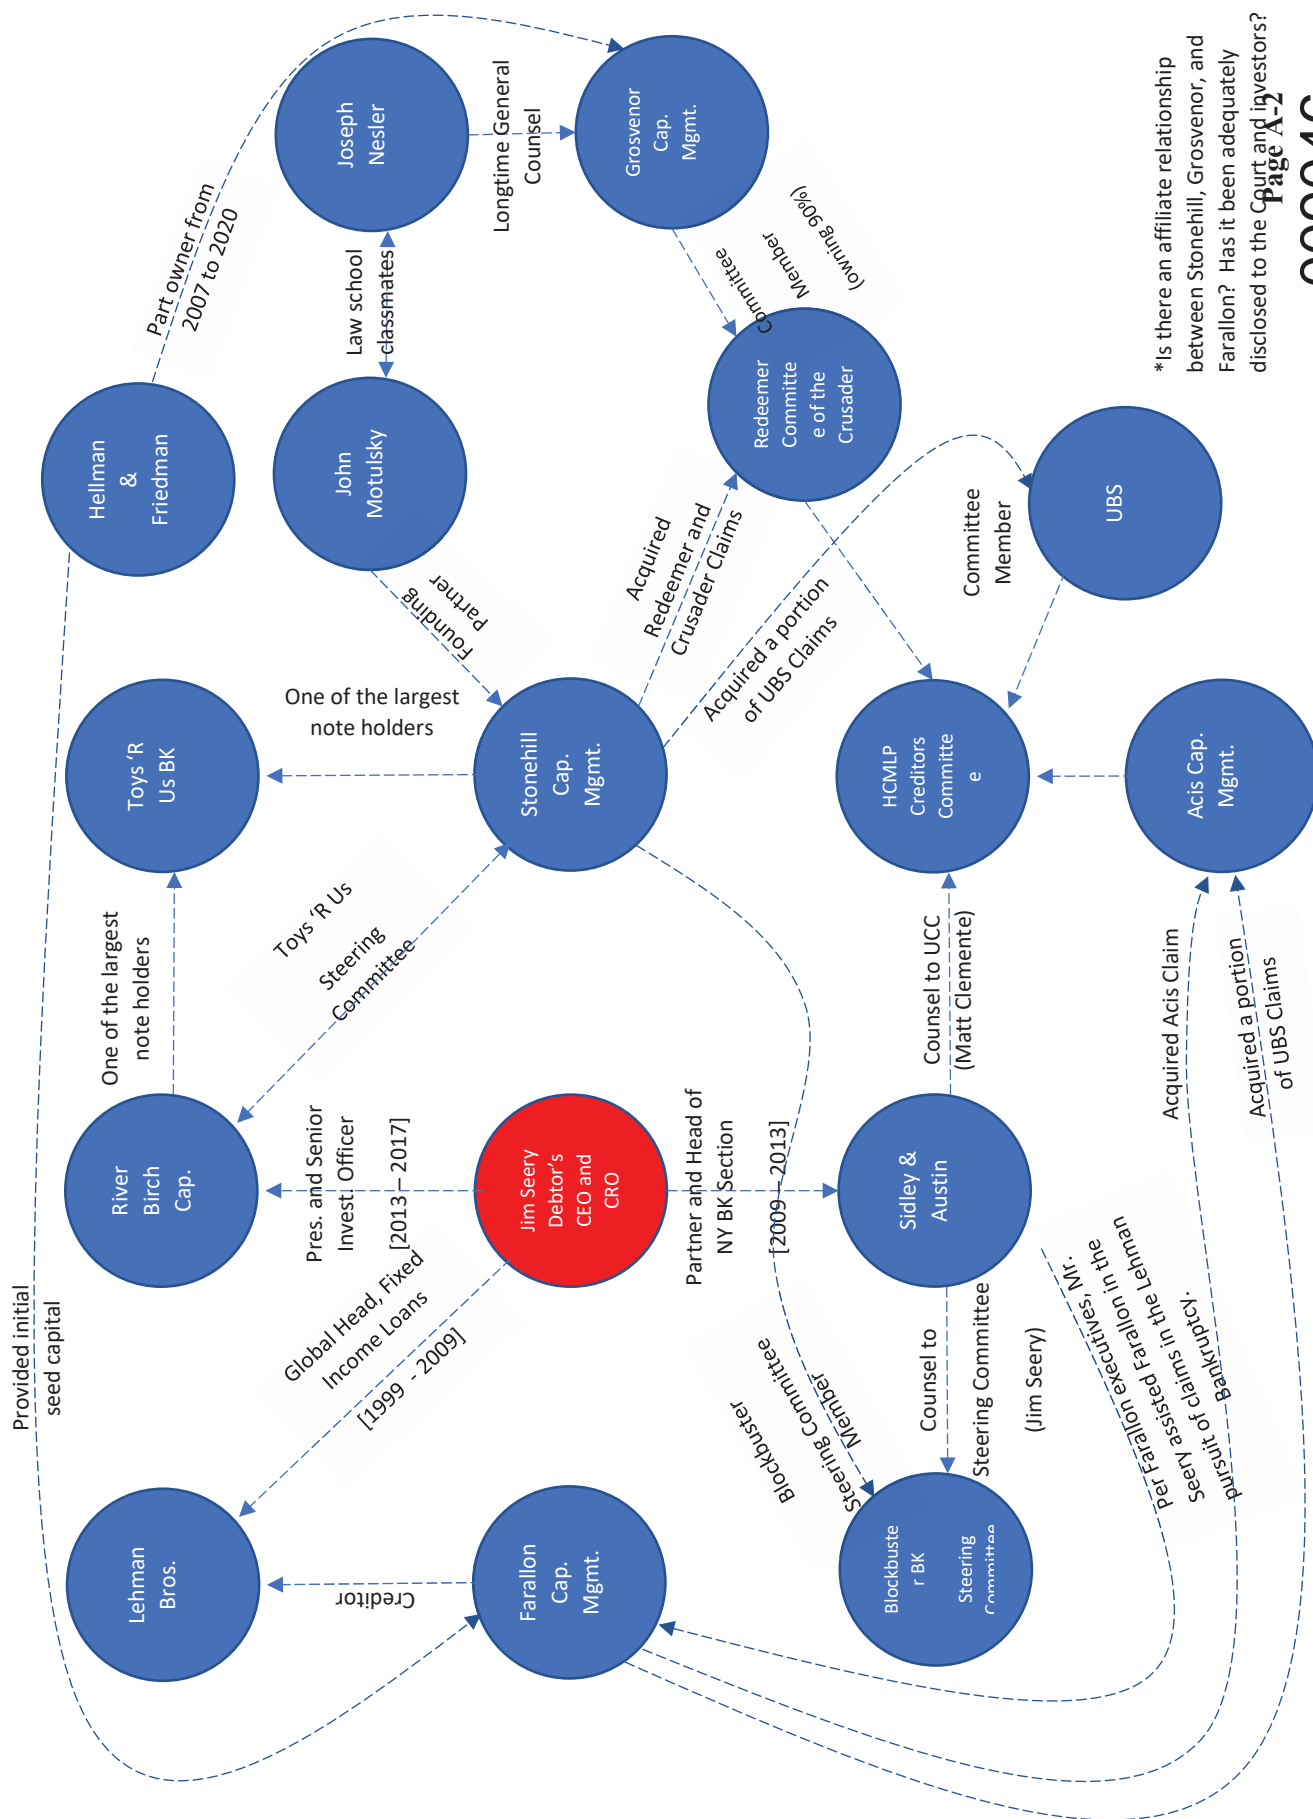 Provided initial
seed capital
Part owner from
2007 to 2020
Lehman
Bros.
River
Birch
Cap.
One of the largest
note holders
Toys ‘R
Us BK
Hellman
&
Friedman
Creditor
Global Head, Fixed
Income Loans
[1999 - 2009]
Pres. and Senior
Invest. Officer
[2013 – 2017]
Toys ‘R Us
Steering
Committee
One of the largest
note holders
Founding
Partner
John
Motulsky
Law school
classmates
Joseph
Nesler
Longtime General
Counsel
Farallon
Cap.
Mgmt.
Jim Seery
Debtor’s
CEO and
CRO
Stonehill
Cap.
Mgmt.
Grosvenor
Cap.
Mgmt.
Blockbuster
Steering Committee
Member
Partner and Head of
NY BK Section
[2009 – 2013]
Acquired
Redeemer and
Crusader Claims
Acquired a portion
of UBS Claims
Committee
Member
(owning 90%)
Redeemer
Committe
e of the
Crusader
Blockbuste
r BK
Steering
Committee
Counsel to
Steering Committee
(Jim Seery)
Sidley &
Austin
Counsel to UCC
(Matt Clemente)
HCMLP
Creditors
Committe
e
Committee
Member
UBS
Per Farallon executives, Mr.
Seery assisted Farallon in the
pursuit of claims in the Lehman
Bankruptcy.
Acquired Acis Claim
Acquired a portion
of UBS Claims
Acis Cap.
Mgmt.
*Is there an affiliate relationship
between Stonehill, Grosvenor, and
Farallon? Has it been adequately
disclosed to the Court and investors?
Page A-2